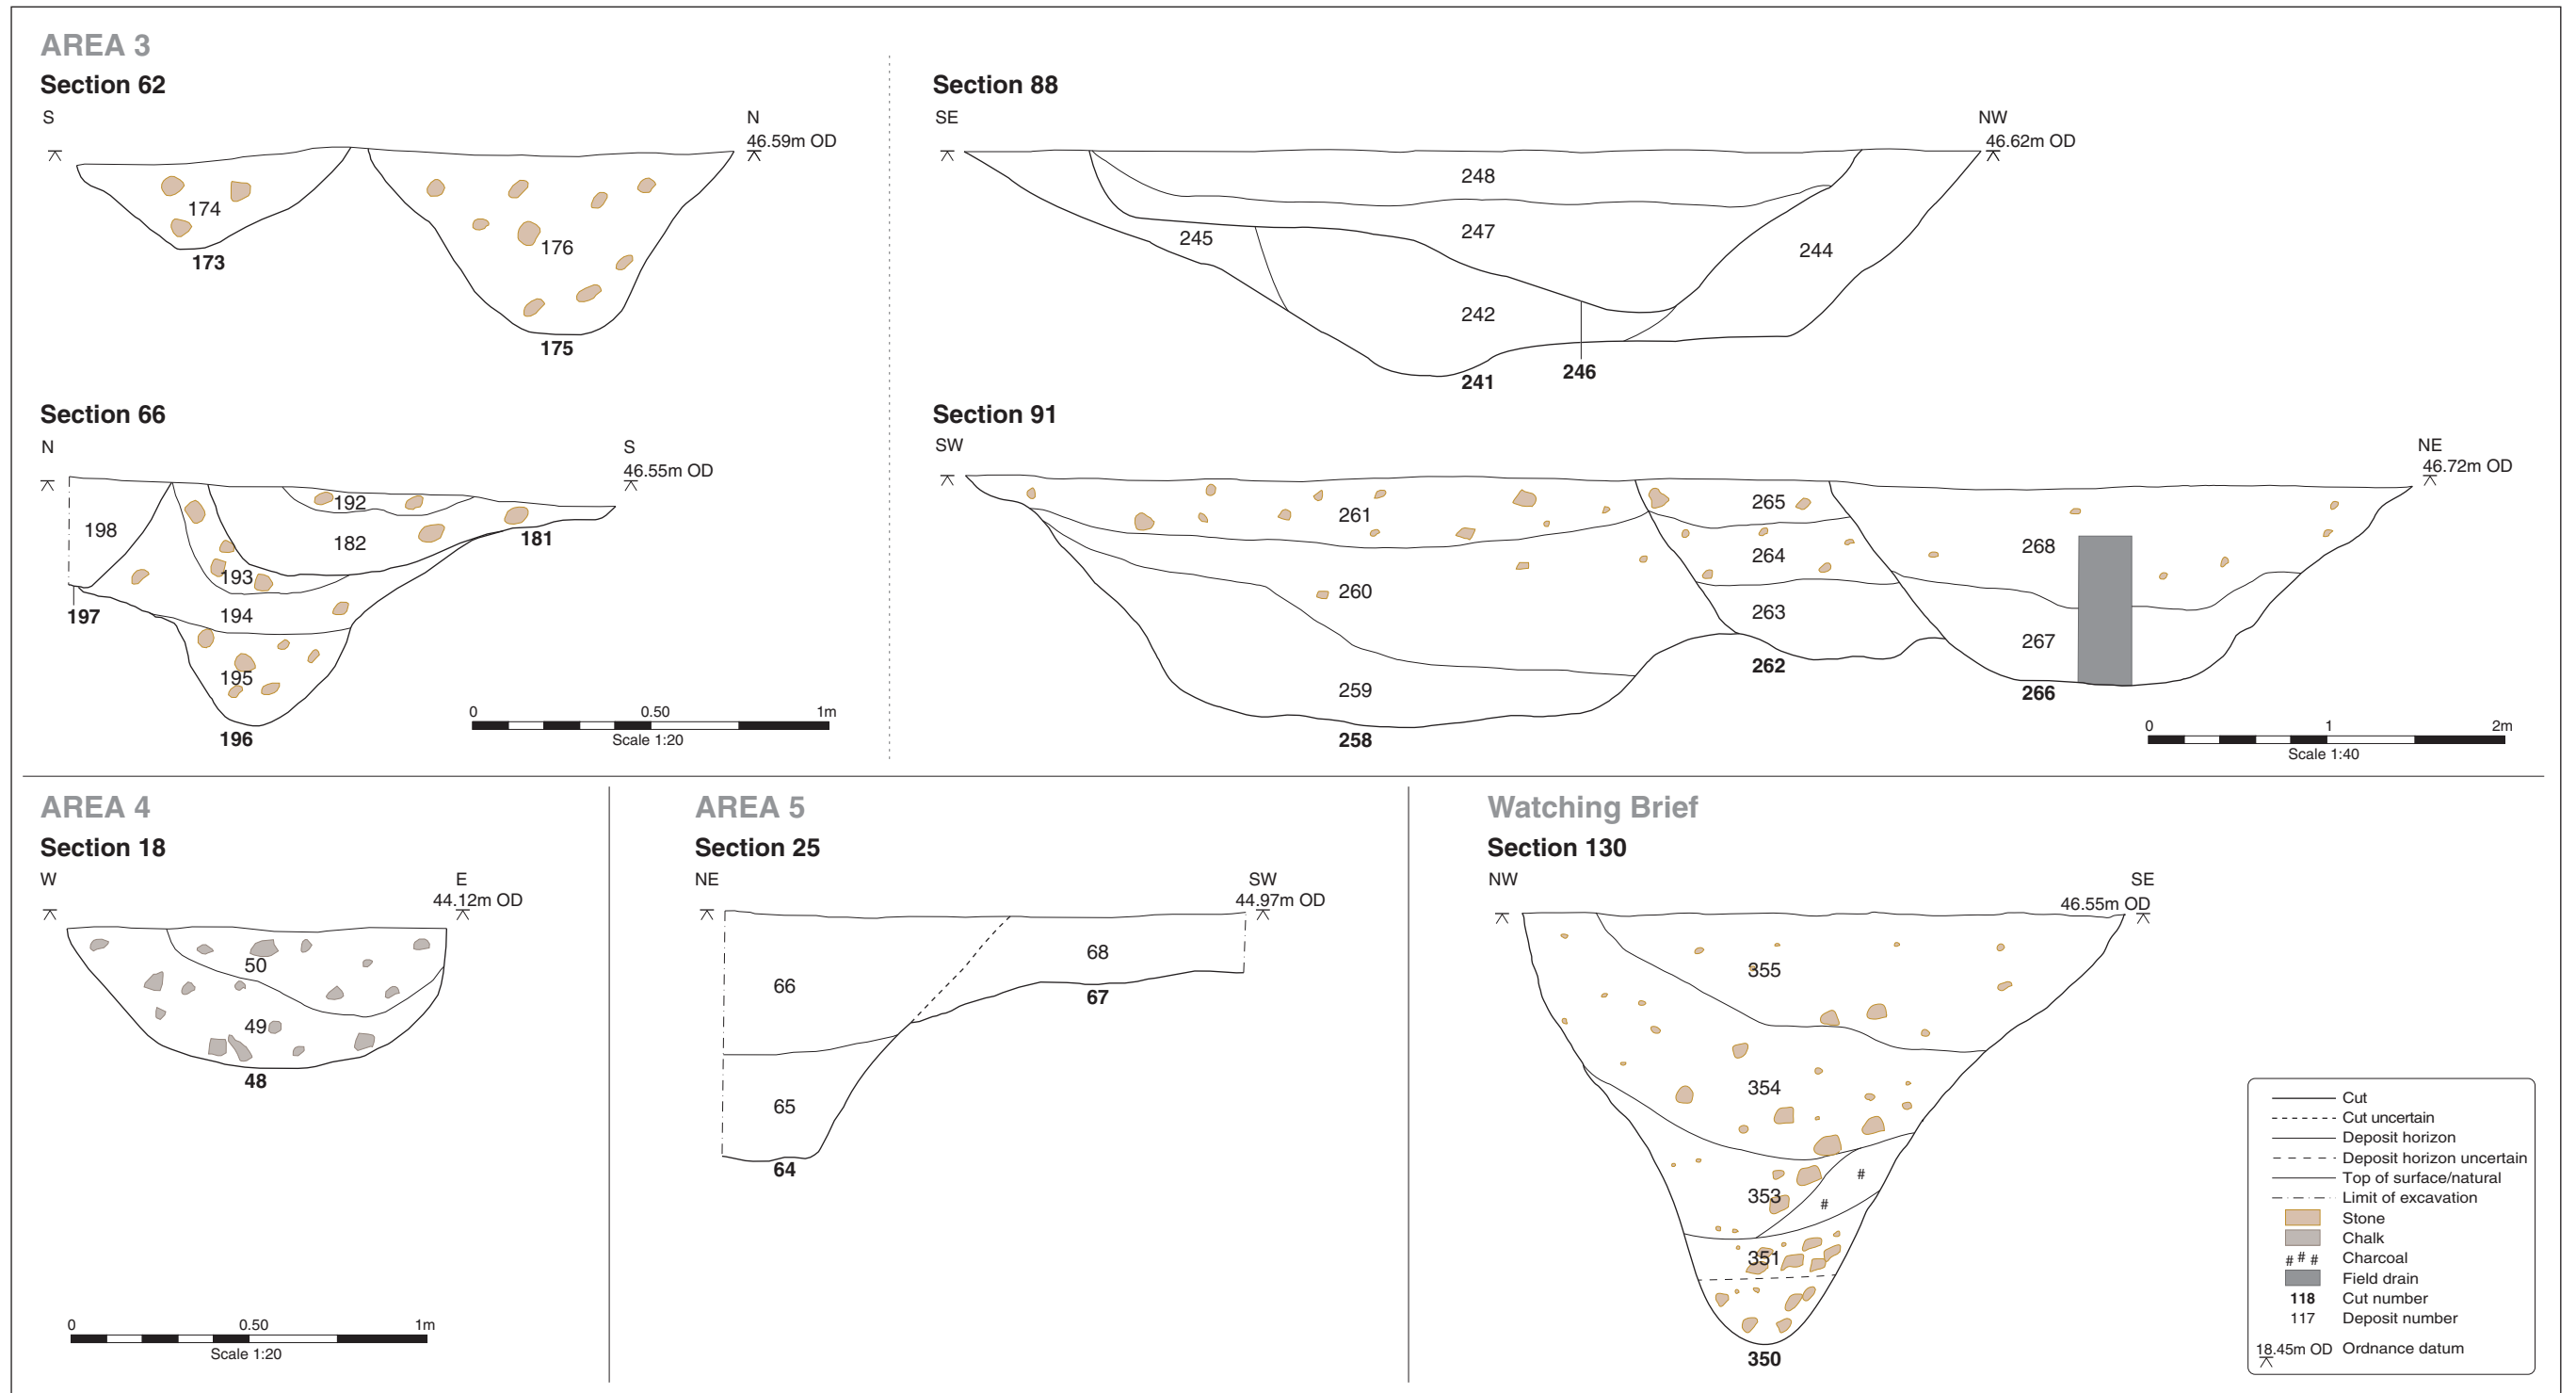 AREA 3
Section 62
S N
46.59m OD
174
173
176
175
Section 88
SE NW
46.62m OD
248
247
245
244
242
241
246
Section 66
N S
46.55m OD
192
198
182
181
193
197
194
195
196
0 0.50 1m
Scale 1:20
Section 91
SW NE
46.72m OD
261
265
268
264
260
263
267
262
259
266
258
0 1 2m
Scale 1:40
AREA 4
Section 18
W E
44.12m OD
50
49
48
0 0.50 1m
Scale 1:20
AREA 5
Section 25
NE SW
44.97m OD
68
66
67
65
64
Watching Brief
Section 130
NW SE
46.55m OD
355
354
#
353
#
351
350
Cut
Cut uncertain
Deposit horizon
Deposit horizon uncertain
Top of surface/natural
Limit of excavation
Stone
Chalk
# # # Charcoal
Field drain
118 Cut number
117 Deposit number
18.45m OD Ordnance datum